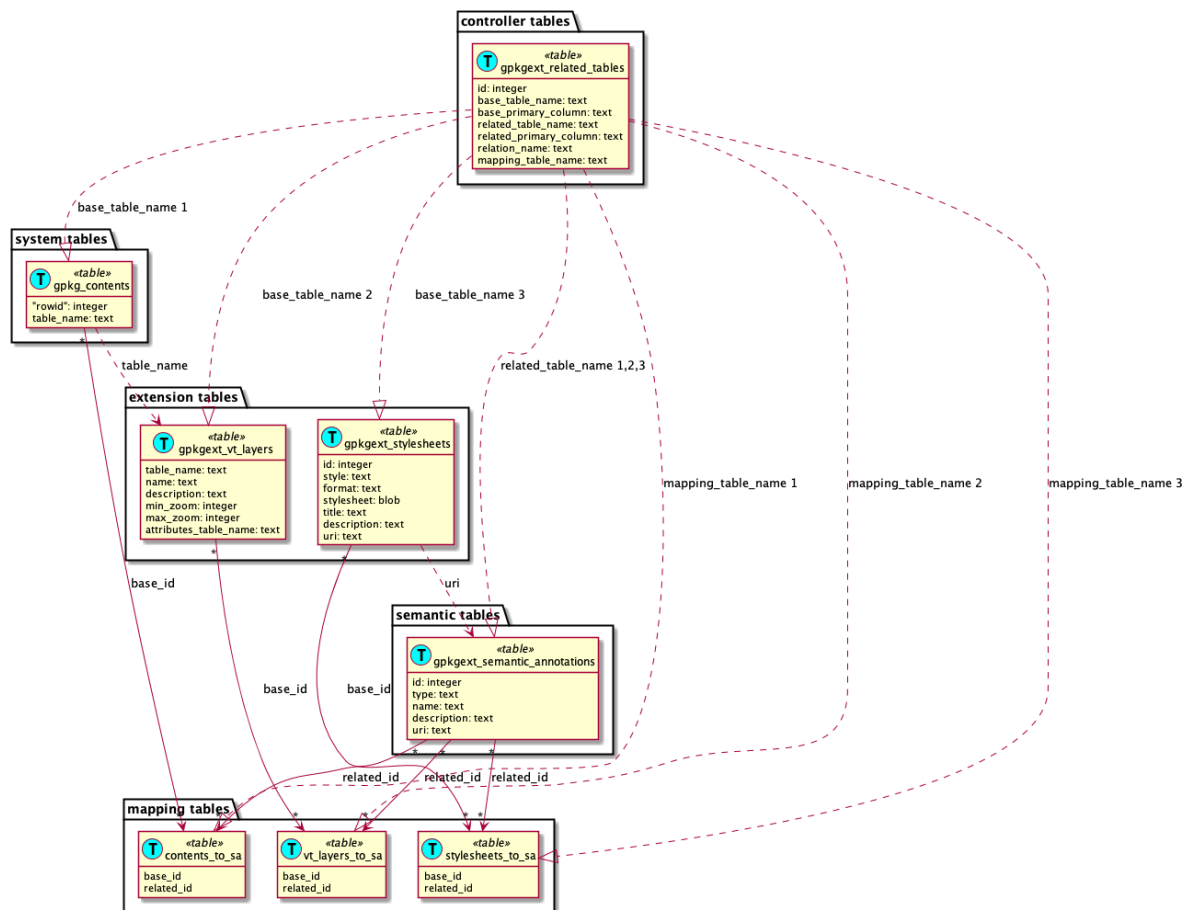 controller tables
T
«table»
gpkgext_related_tables
id: integer
base_table_name: text
base_primary_column: text
related_table_name: text
related_primary_column: text
relation_name: text
mapping_table_name: text
base_table_name 1
system tables
T
«table»
gpkg_contents
"rowid": integer
table_name: text
*
base_table_name 2
base_table_name 3
table_name
related_table_name 1,2,3
extension tables
T
«table»
gpkgext_vt_layers
table_name: text
name: text
description: text
min_zoom: integer
max_zoom: integer
attributes_table_name: text
*
T
«table»
gpkgext_stylesheets
id: integer
style: text
format: text
stylesheet: blob
title: text
description: text
uri: text
*
mapping_table_name 1
mapping_table_name 2
mapping_table_name 3
base_id
uri
semantic tables
T
«table»
gpkgext_semantic_annotations
id: integer
type: text
name: text
description: text
uri: text
*
*
*
base_id
base_id
related_id
related_id
related_id
mapping tables
*
*
*
*
*
*
T
«table»
contents_to_sa
base_id
related_id
T
«table»
vt_layers_to_sa
base_id
related_id
T
«table»
stylesheets_to_sa
base_id
related_id